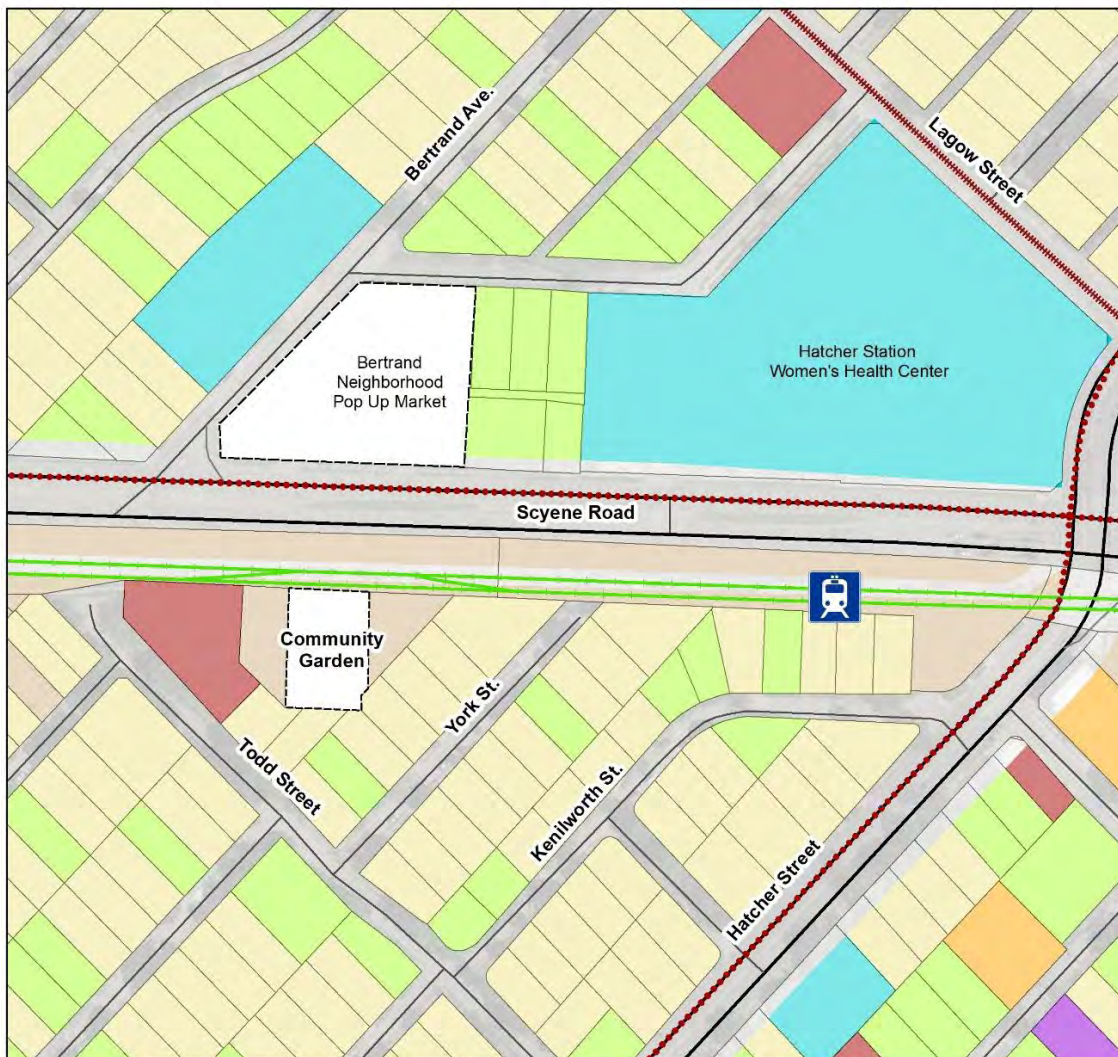 Bertrand Ave.
Lagow Street
Bertrand
Neighborhood
Pop Up Market
Hatcher Station
Women's Health Center
Scyene Road
Community
Garden
York St.
Todd Street
Kenilworth St.
Hatcher Street